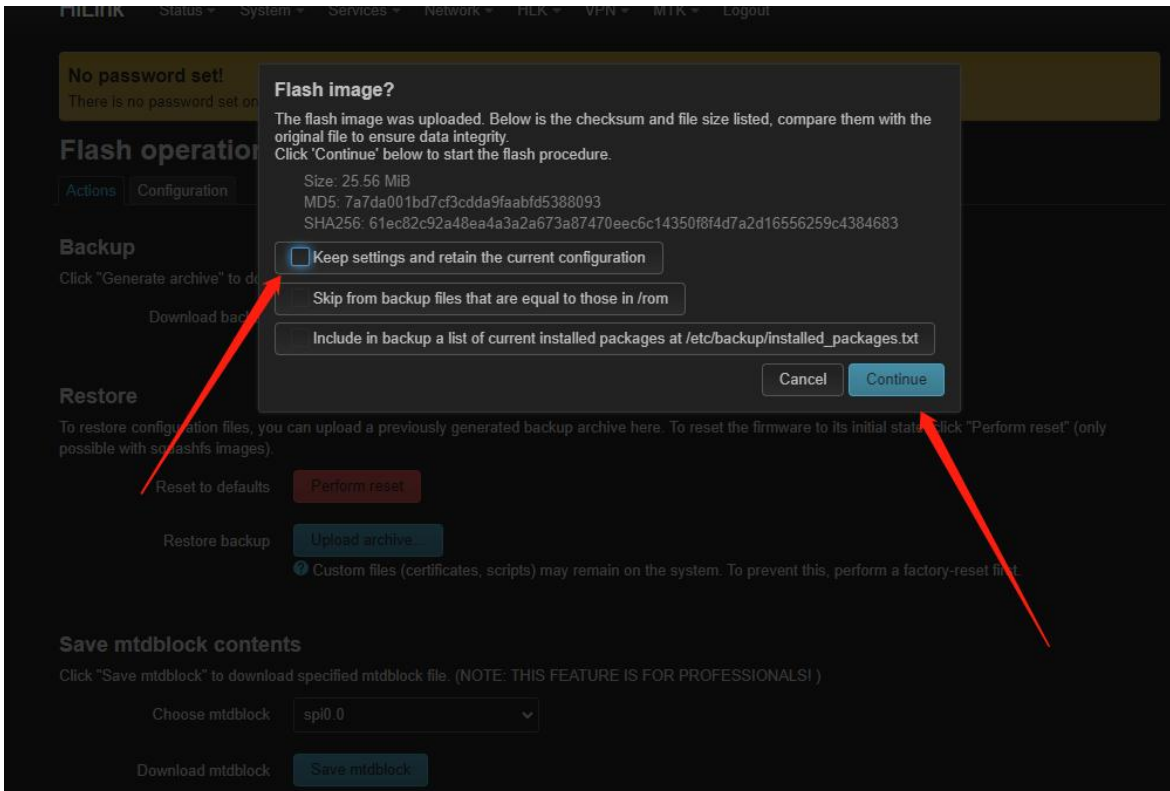 HiLink Status System Services Network HLK VPN MTK Logout
No password set!
There is no password set on
Flash operation
Actions Configuration
Flash image?
The flash image was uploaded. Below is the checksum and file size listed, compare them with the
original file to ensure data integrity.
Click 'Continue' below to start the flash procedure.
Size: 25.56 MiB
MD5: 7a7da001bd7cf3cdda9faabfd5388093
SHA256: 61ec82c92a48ea4a3a2a673a87470eec6c14350f8f4d7a2d16556259c4384683
Keep settings and retain the current configuration
Skip from backup files that are equal to those in /rom
Include in backup a list of current installed packages at /etc/backup/installed_packages.txt
Cancel Continue
Backup
Click "Generate archive" to do
Download back
Restore
To restore configuration files, you can upload a previously generated backup archive here. To reset the firmware to its initial state, click "Perform reset" (only
possible with squashfs images).
Reset to defaults Perform reset
Restore backup Upload archive...
Custom files (certificates, scripts) may remain on the system. To prevent this, perform a factory-reset first.
Save mtdblock contents
Click "Save mtdblock" to download specified mtdblock file. (NOTE: THIS FEATURE IS FOR PROFESSIONALS! )
Choose mtdblock spi0.0
Download mtdblock Save mtdblock